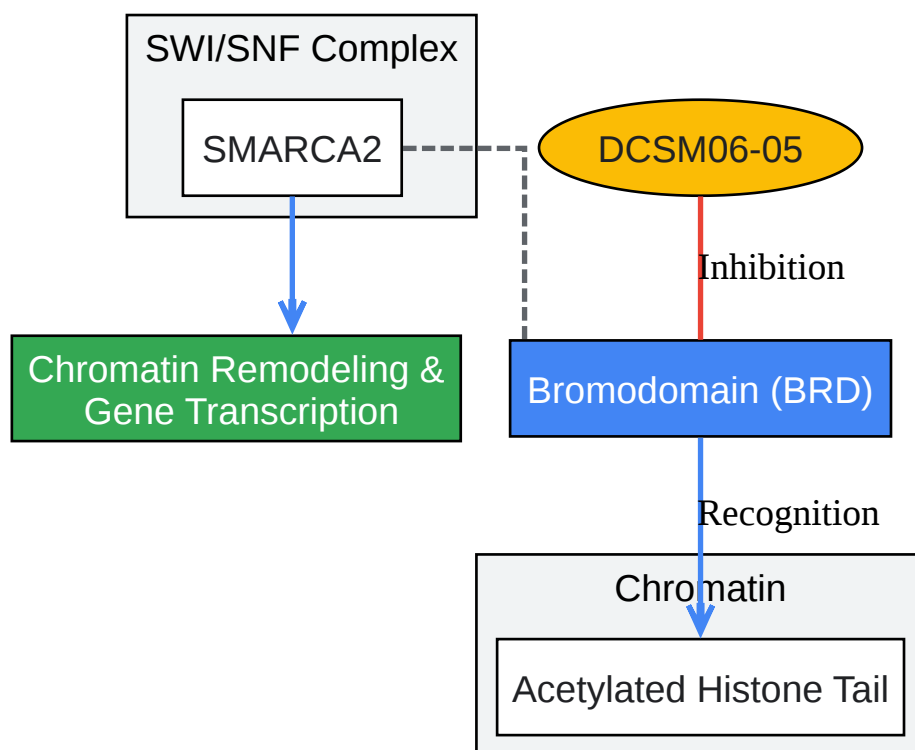 SWI/SNF Complex
SMARCA2
DCSM06-05
Inhibition
Chromatin Remodeling &
Gene Transcription
Bromodomain (BRD)
Recognition
Chromatin
Acetylated Histone Tail